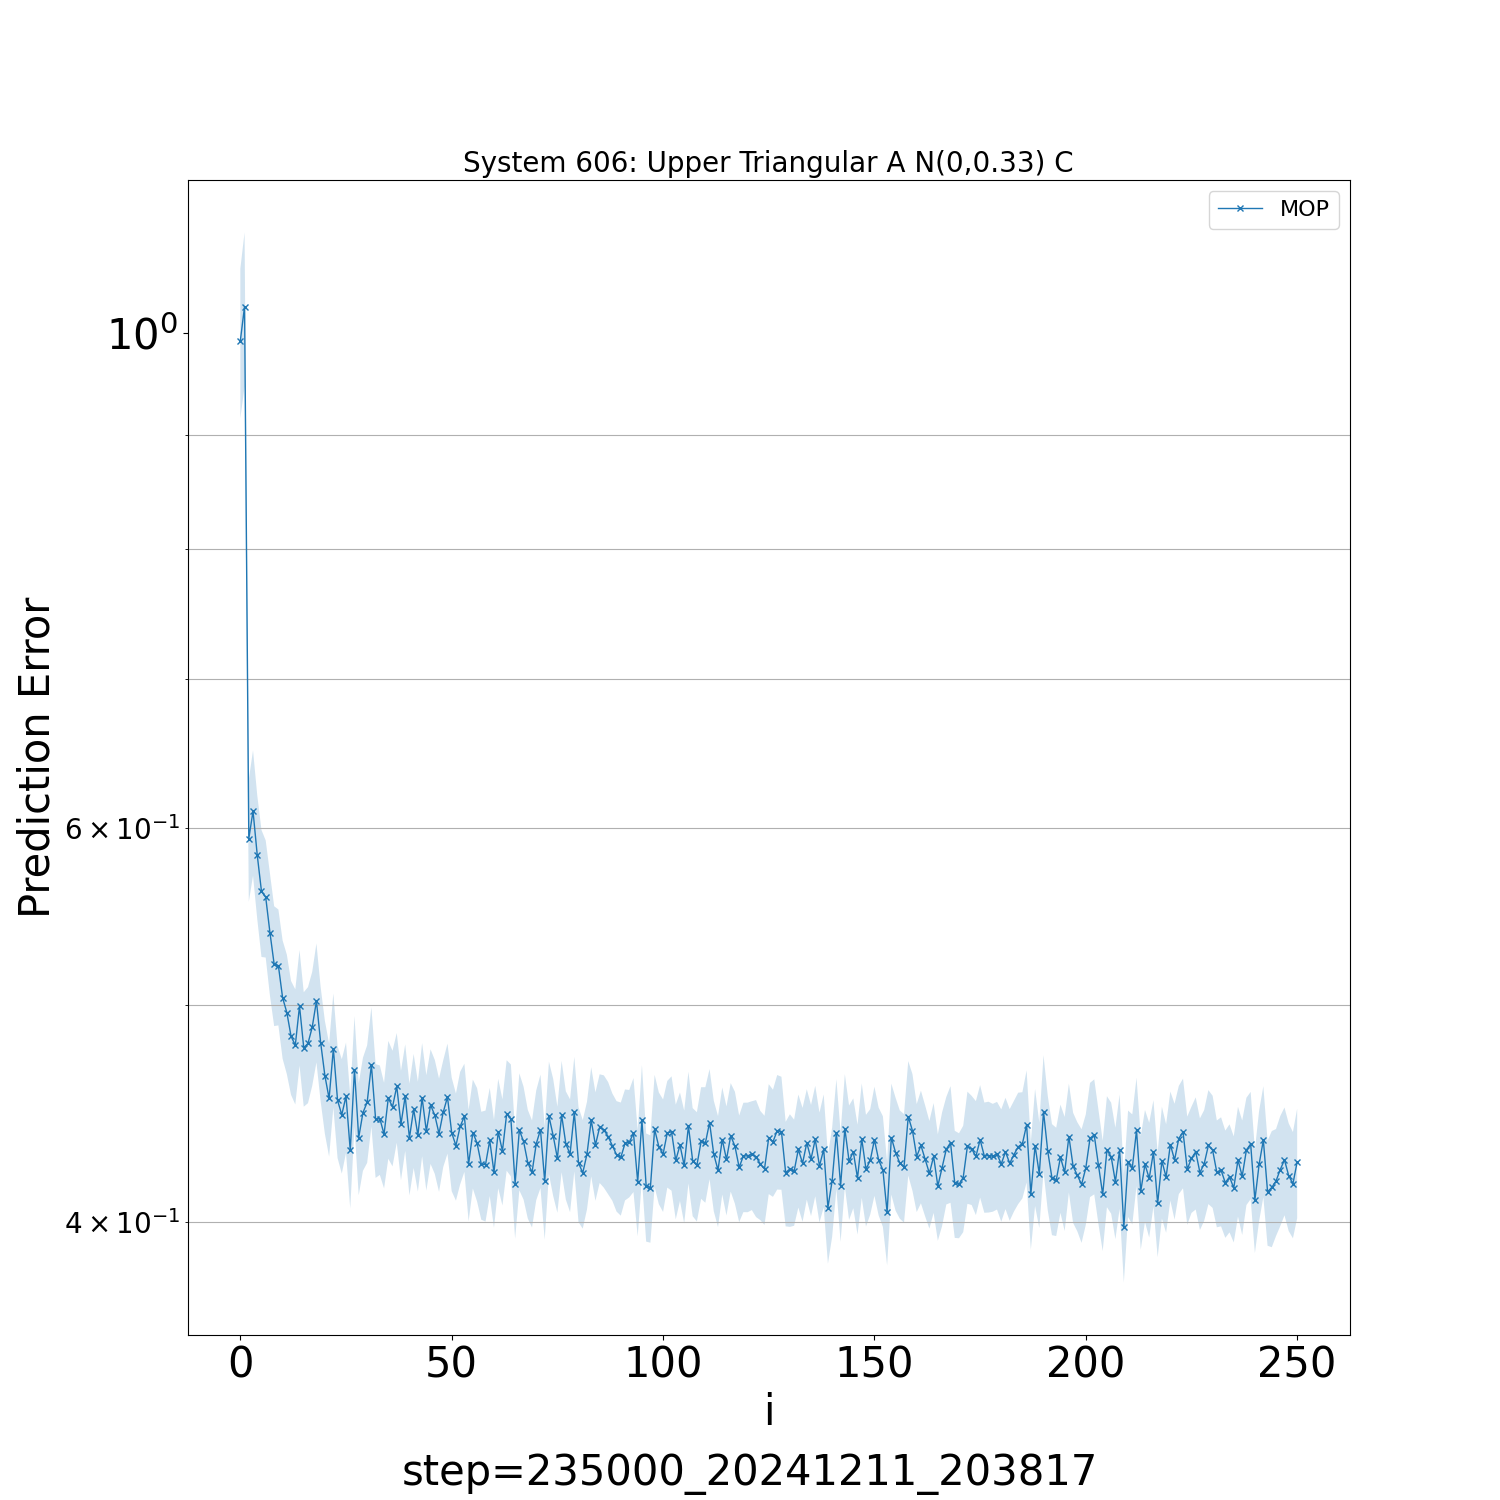 System 606: Upper Triangular A N(0,0.33) C
MOP
10⁰
6 × 10⁻¹
4 × 10⁻¹
Prediction Error
0 50 100 150 200 250
i
step=235000_20241211_203817